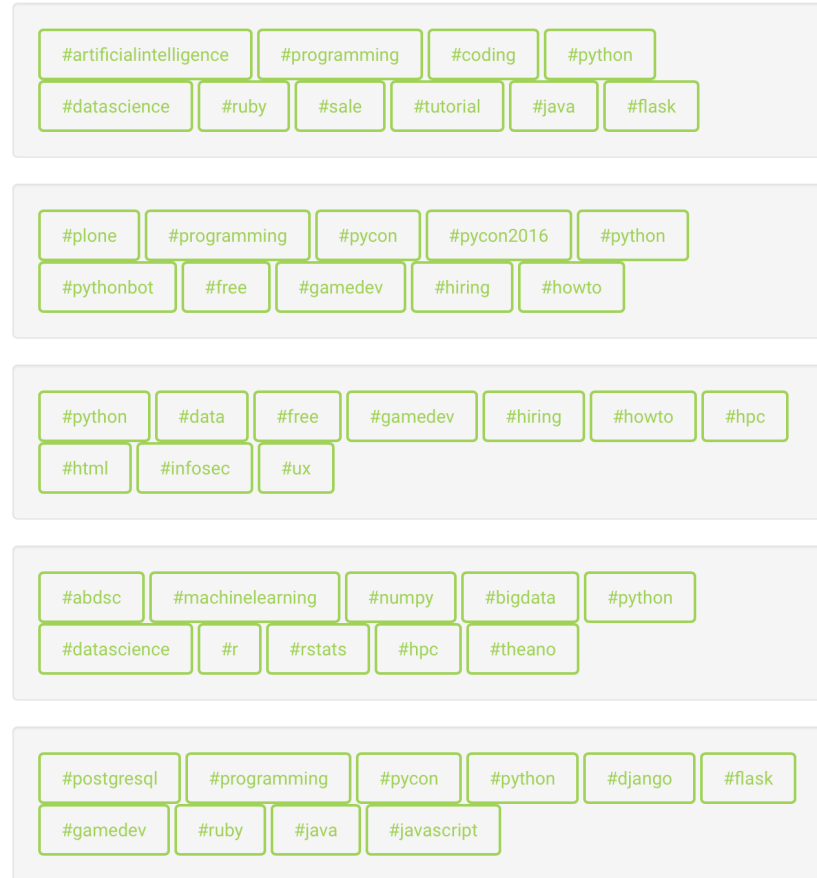 #artificialintelligence #programming #coding #python
#datascience #ruby #sale #tutorial #java #flask
#plone #programming #pycon #pycon2016 #python
#pythonbot #free #gamedev #hiring #howto
#python #data #free #gamedev #hiring #howto #hpc
#html #infosec #ux
#abdsc #machinelearning #numpy #bigdata #python
#datascience #r #rstats #hpc #theano
#postgresql #programming #pycon #python #django #flask
#gamedev #ruby #java #javascript